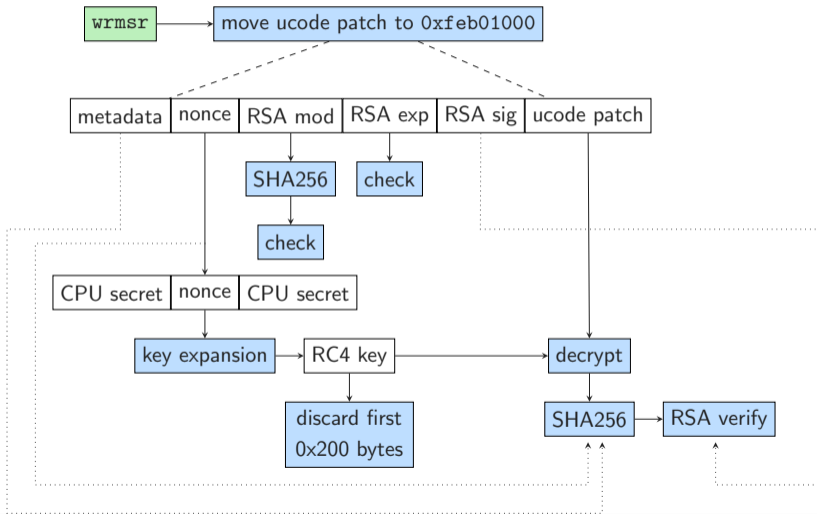 wrmsr
move ucode patch to 0xfeb01000
metadata
nonce
RSA mod
RSA exp
RSA sig
ucode patch
SHA256
check
check
CPU secret
nonce
CPU secret
key expansion
RC4 key
decrypt
discard first
0x200 bytes
SHA256
RSA verify